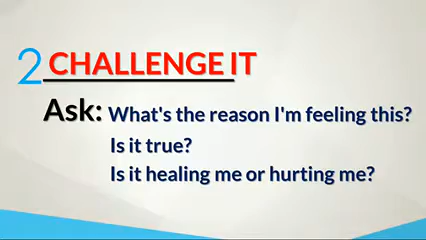 2 CHALLENGE IT
Ask: What's the reason I'm feeling this?
Is it true?
Is it healing me or hurting me?